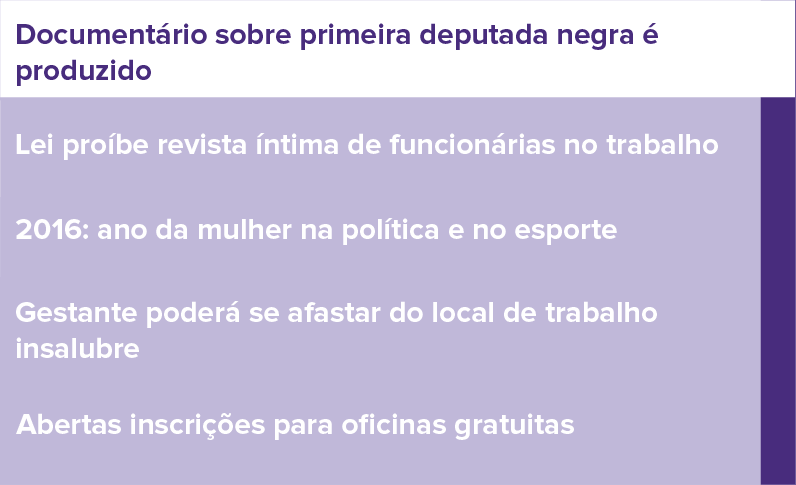 Documentário sobre primeira deputada negra é
produzido
Lei proíbe revista íntima de funcionárias no trabalho
2016: ano da mulher na política e no esporte
Gestante poderá se afastar do local de trabalho
insalubre
Abertas inscrições para oficinas gratuitas